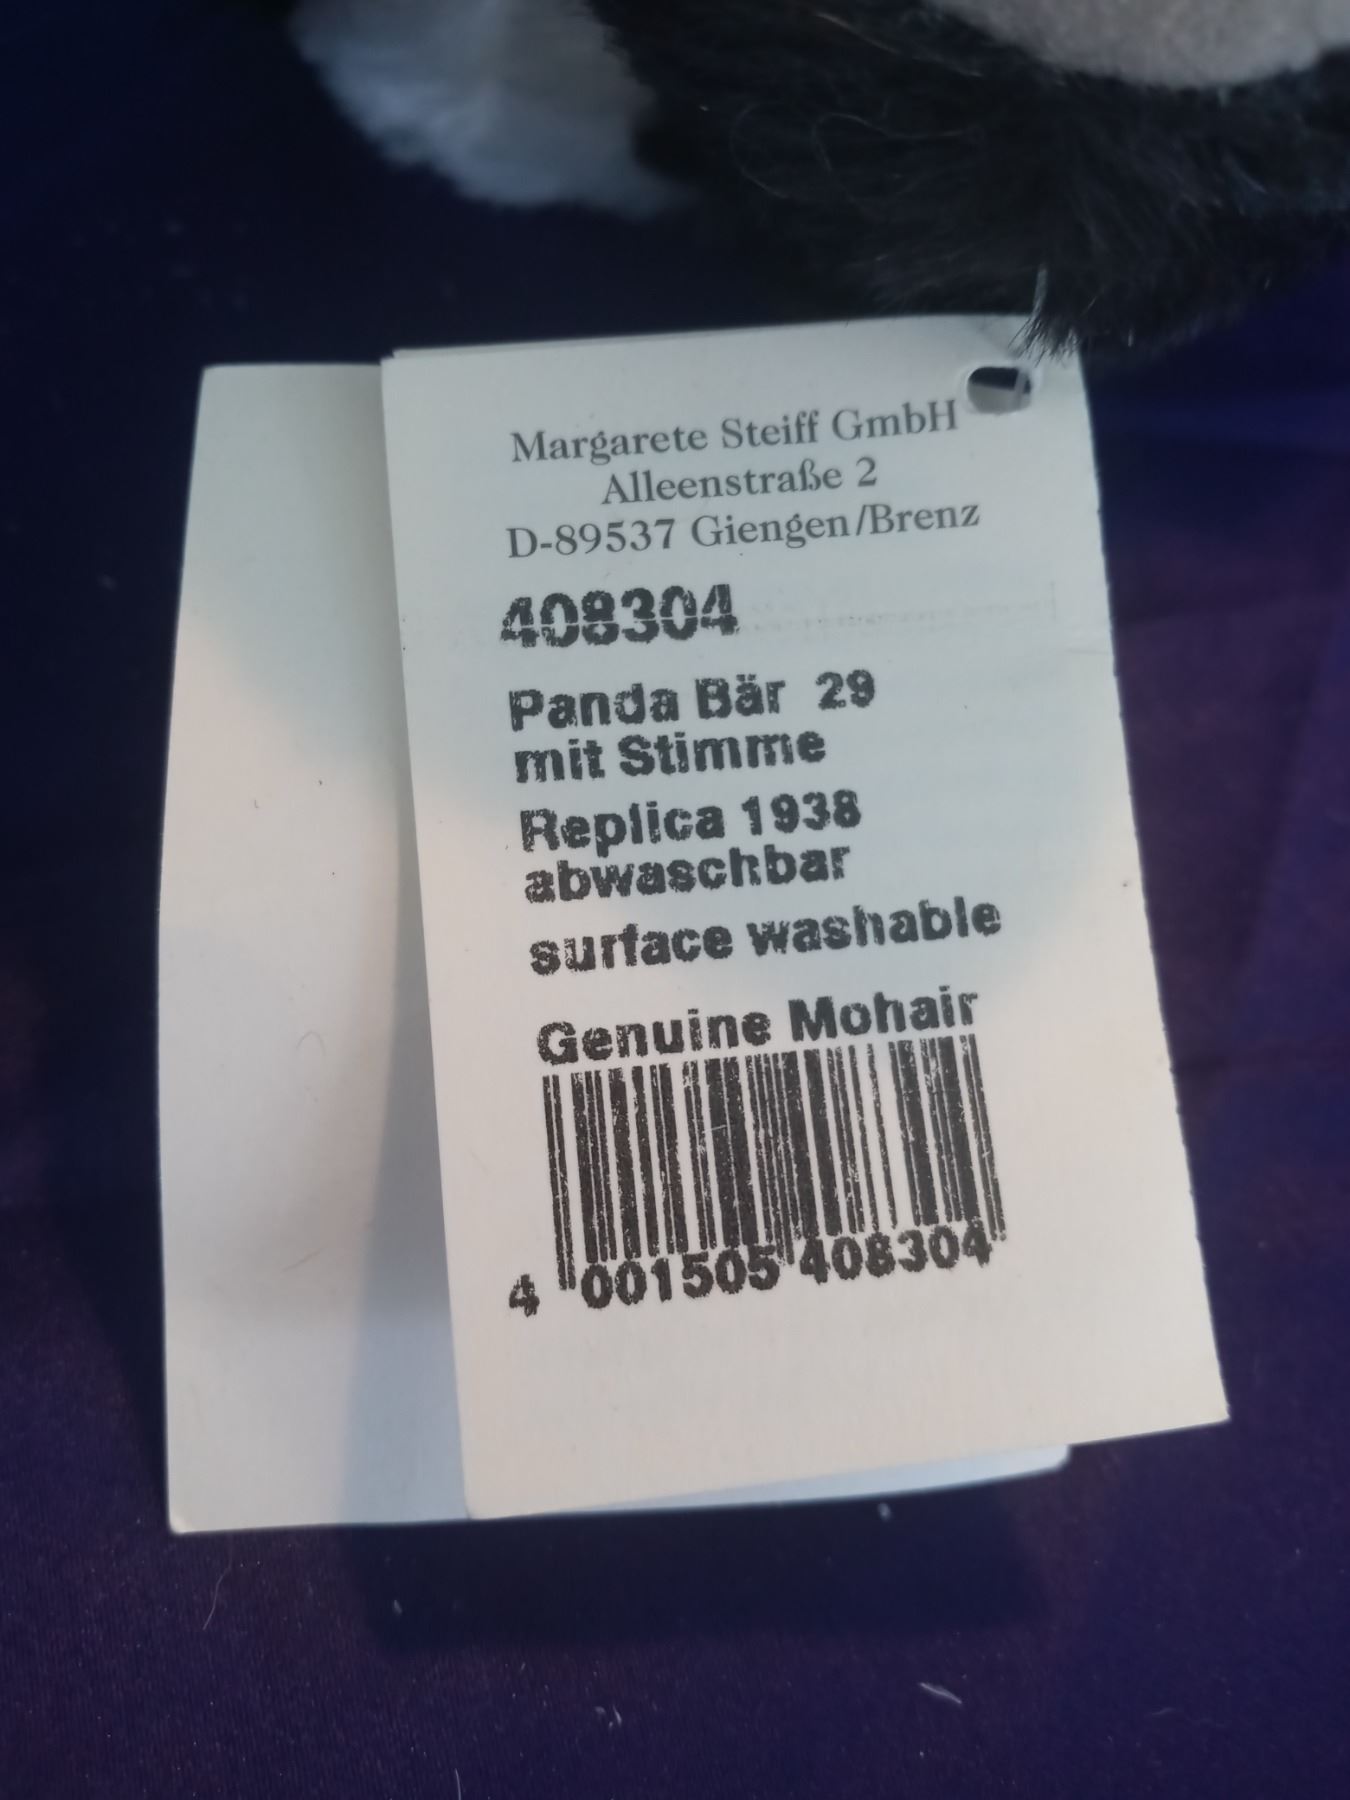 Margarete Steiff GmbH
Alleenstraße 2
D-89537 Giengen/Brenz
408304
Panda Bär 29
mit Stimme
Replica 1938
abwaschbar
surface washable
Genuine Mohair
4 001505 408304